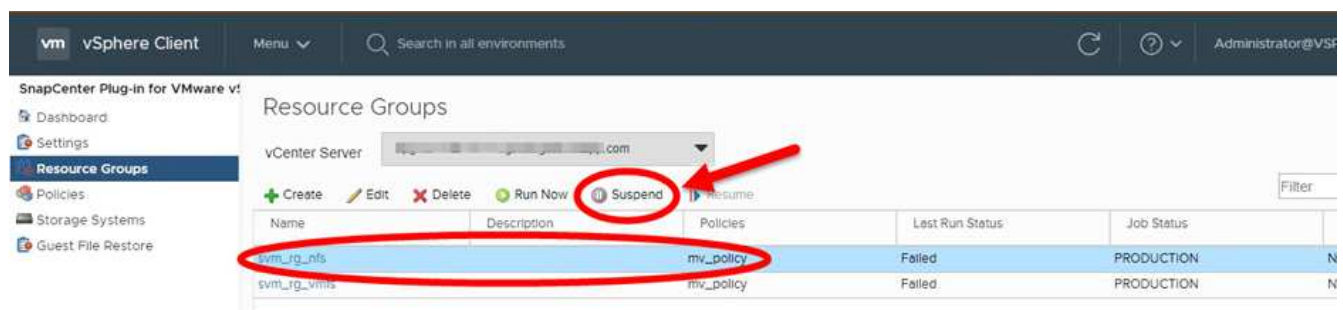 vm vSphere Client Menu Search in all environments Administrator@VSP
SnapCenter Plug-in for VMware vS
Dashboard
Settings
Resource Groups
Policies
Storage Systems
Guest File Restore
Resource Groups
vCenter Server .com
Create Edit Delete Run Now Suspend Resume
Filter
Name Description Policies Last Run Status Job Status
svm_rg_nfs mv_policy Failed PRODUCTION N
svm_rg_vmfs mv_policy Failed PRODUCTION N